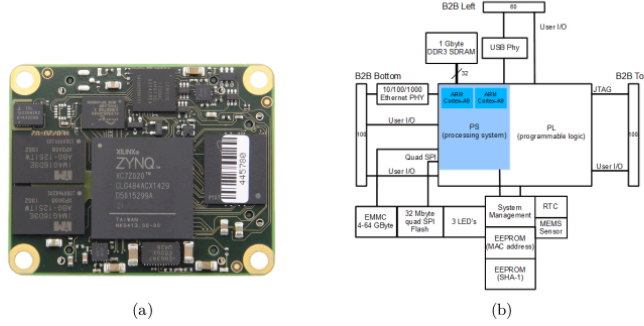 XILINX
ZYNQ
XC7Z020
TAIWAN
445780
(a)
B2B Left
68
User I/O
USB Phy
1 Gbyte
DDR3 SDRAM
32
B2B Bottom
10/100/1000
Ethernet PHY
ARM
Cortex-A9
ARM
Cortex-A9
JTAG
B2B To
PS
(processing system)
PL
(programmable logic)
100
User I/O
100
Quad SPI
User I/O
User I/O
EMMC
4-64 GByte
32 Mbyte
quad SPI
Flash
3 LED's
System
Management
RTC
MEMS
Sensor
EEPROM
(MAC address)
EEPROM
(SHA-1)
(b)